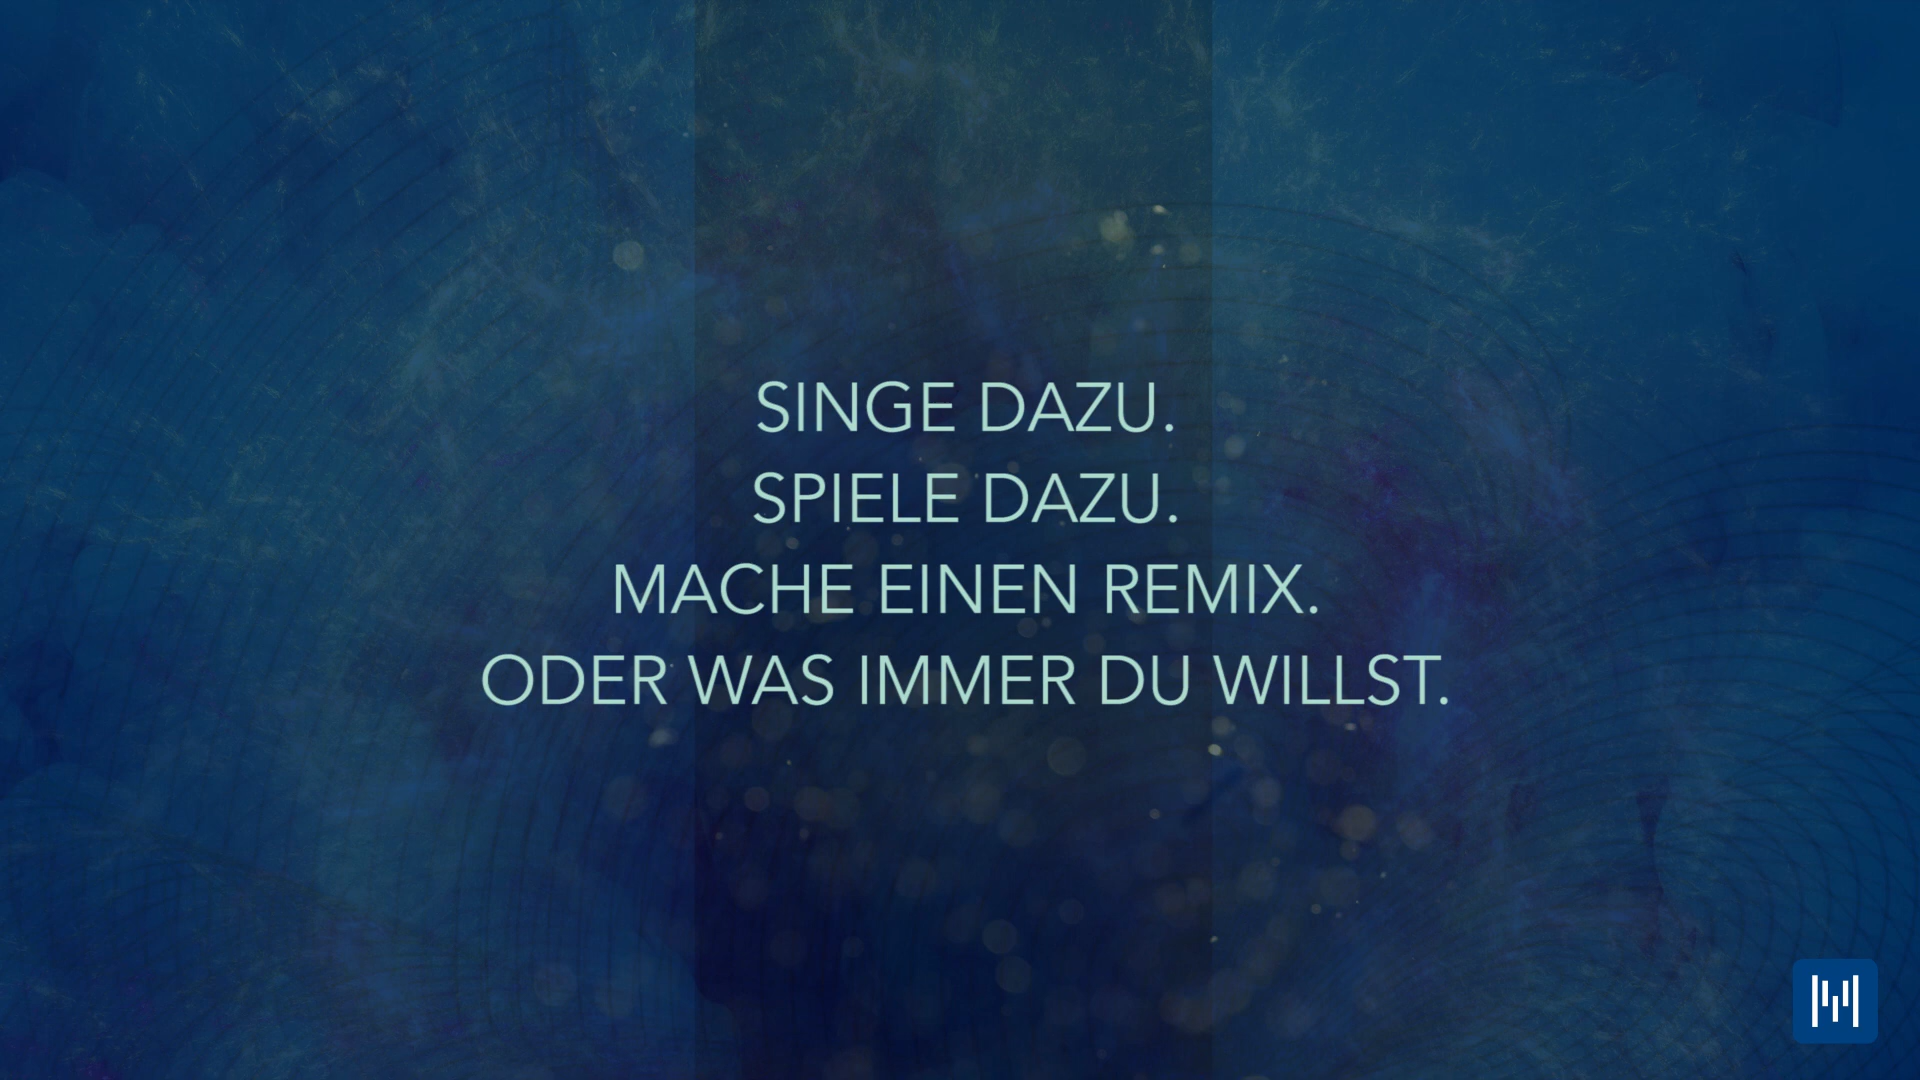 SINGE DAZU.
SPIELE DAZU.
MACHE EINEN REMIX.
ODER WAS IMMER DU WILLST.